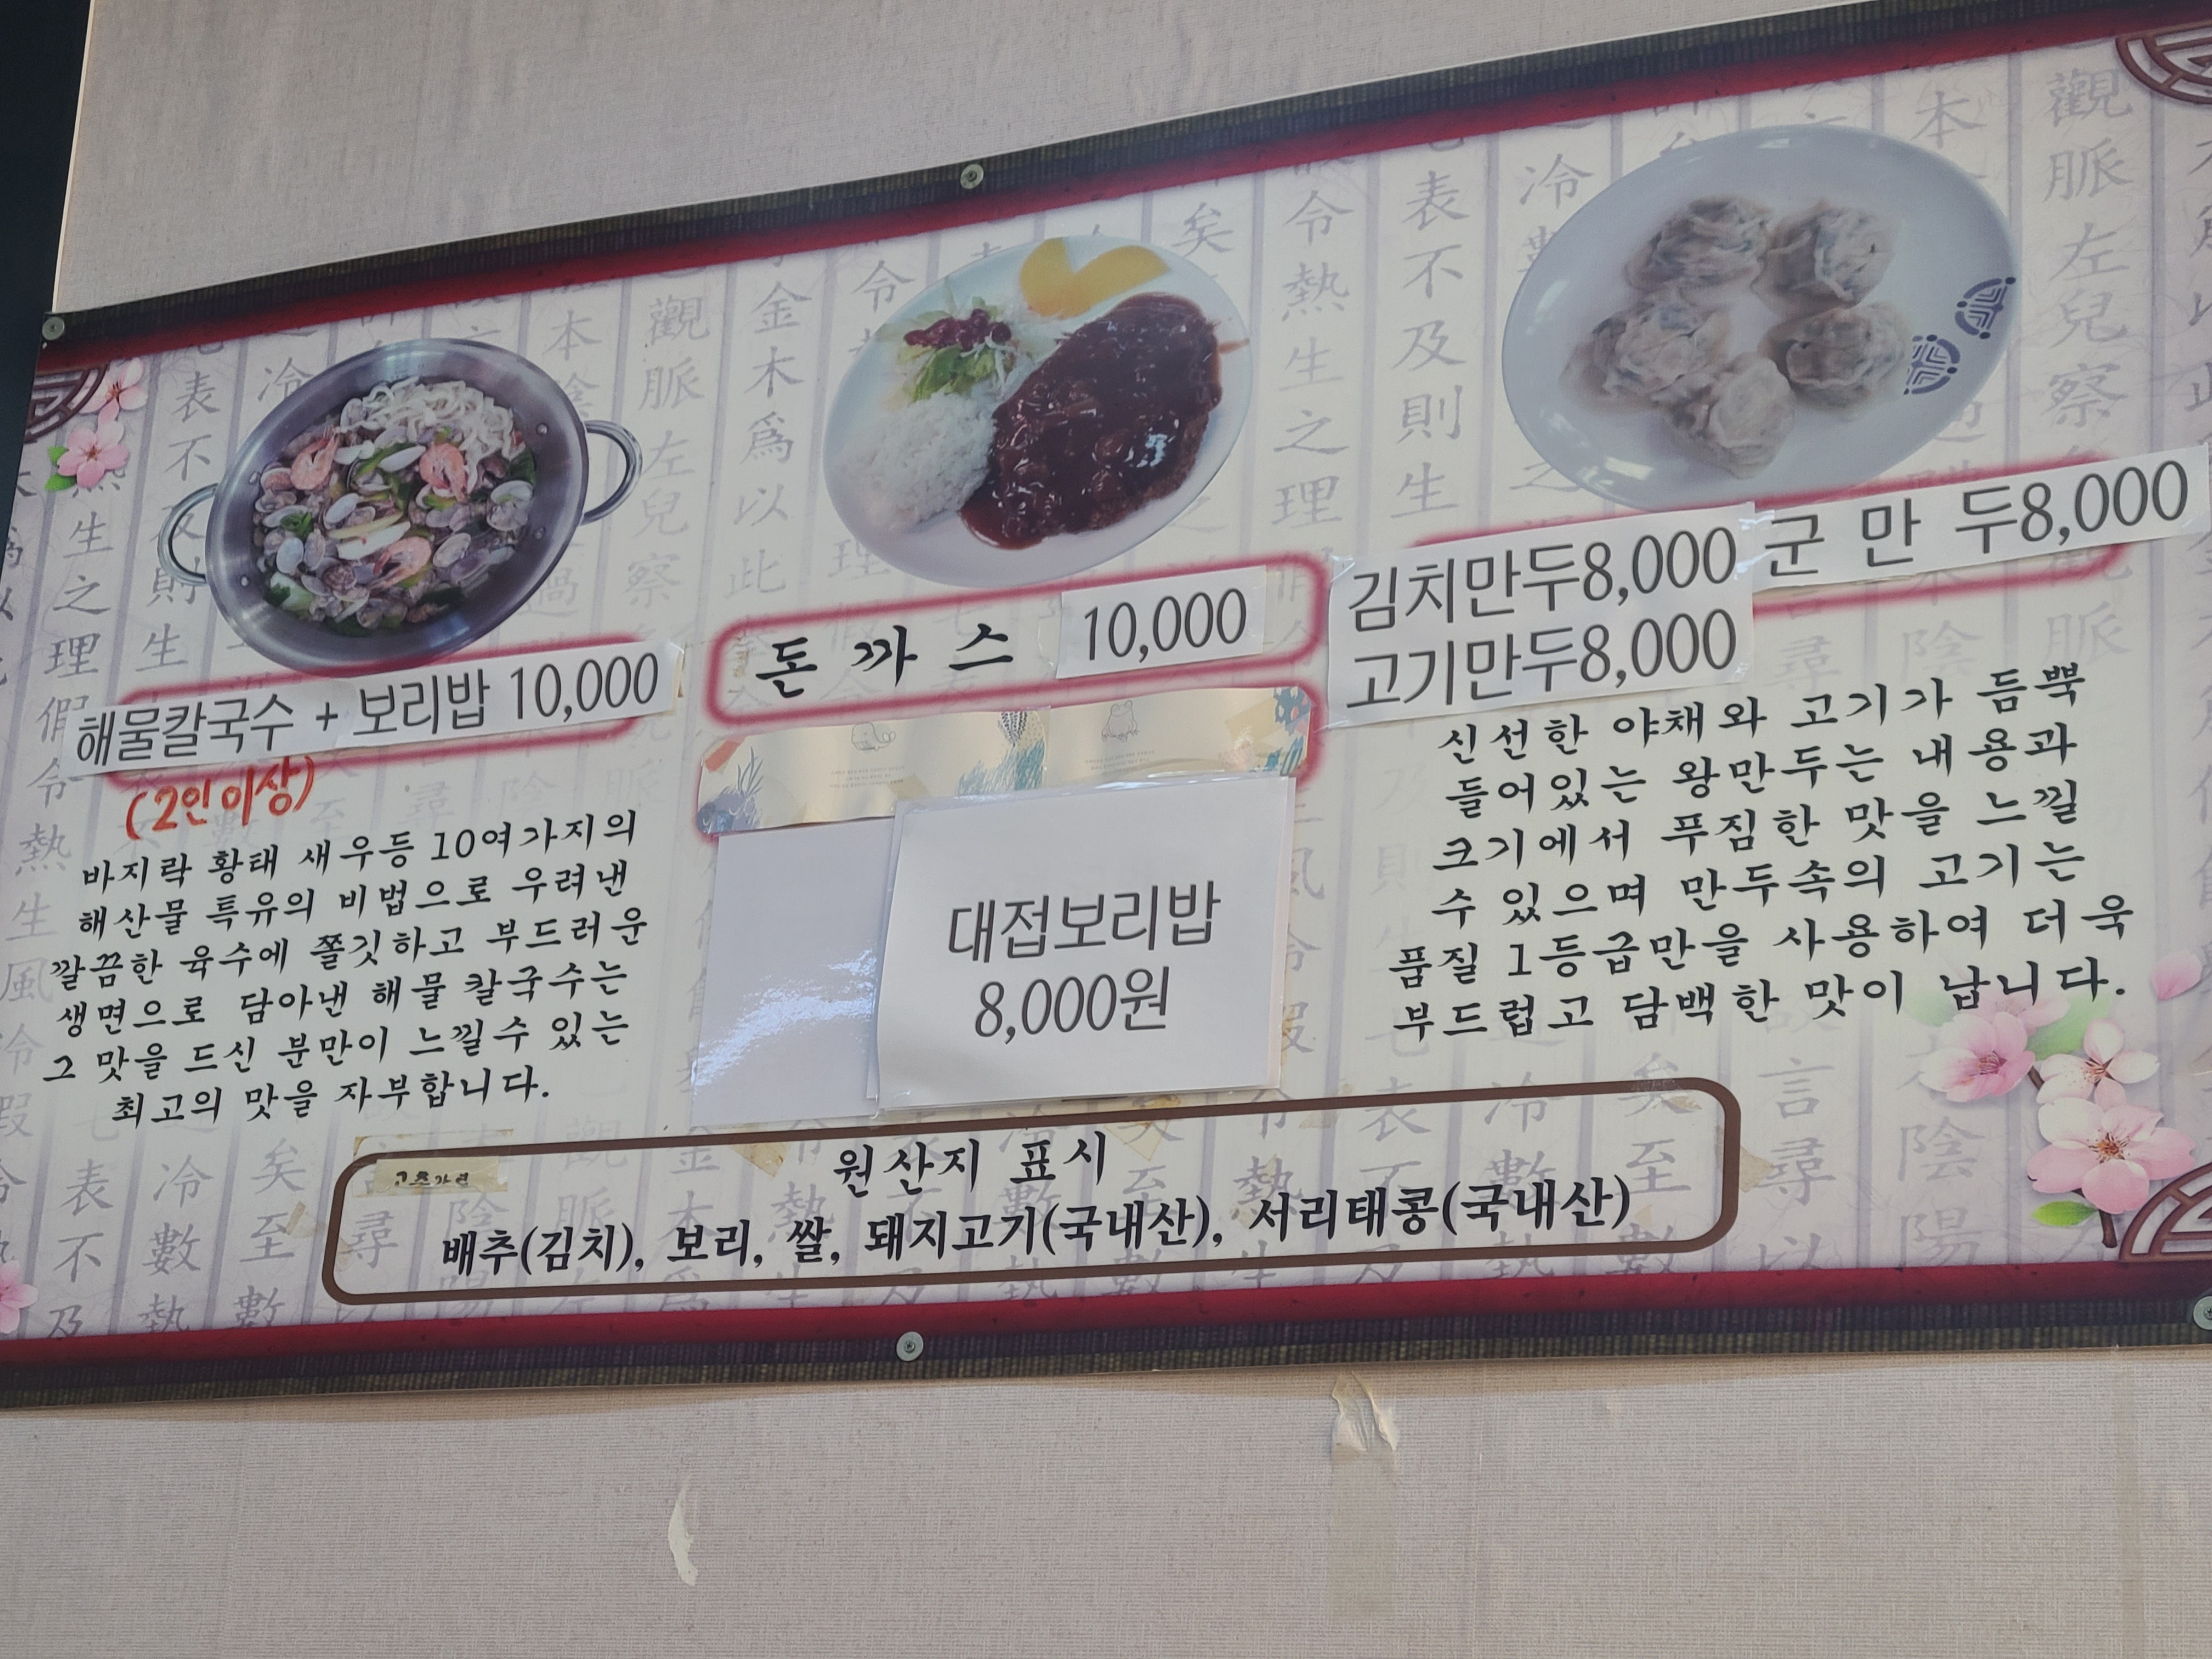 해물칼국수 + 보리밥 10,000
(2인이상)
바지락 황태 새우등 10여가지의
해산물 특유의 비법으로 우려낸
깔끔한 육수에 쫄깃하고 부드러운
생면으로 담아낸 해물 칼국수는
그 맛을 드신 분만이 느낄수 있는
최고의 맛을 자부합니다.
돈까스 10,000
대접보리밥
8,000원
김치만두8,000
고기만두8,000
군만두8,000
신선한 야채와 고기가 듬뿍
들어있는 왕만두는 내용과
크기에서 푸짐한 맛을 느낄
수 있으며 만두속의 고기는
품질 1등급만을 사용하여 더욱
부드럽고 담백한 맛이 납니다.
원산지 표시
배추(김치), 보리, 쌀, 돼지고기(국내산), 서리태콩(국내산)